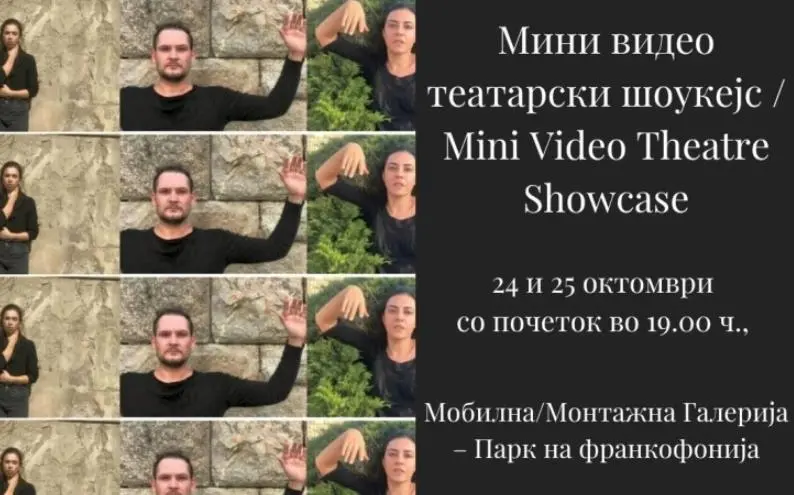 Мини видео
театарски шоукејс /
Mini Video Theatre
Showcase
24 и 25 октомври
со почеток во 19.00 ч.,
Мобилна/Монтажна Галерија
– Парк на франкофонија